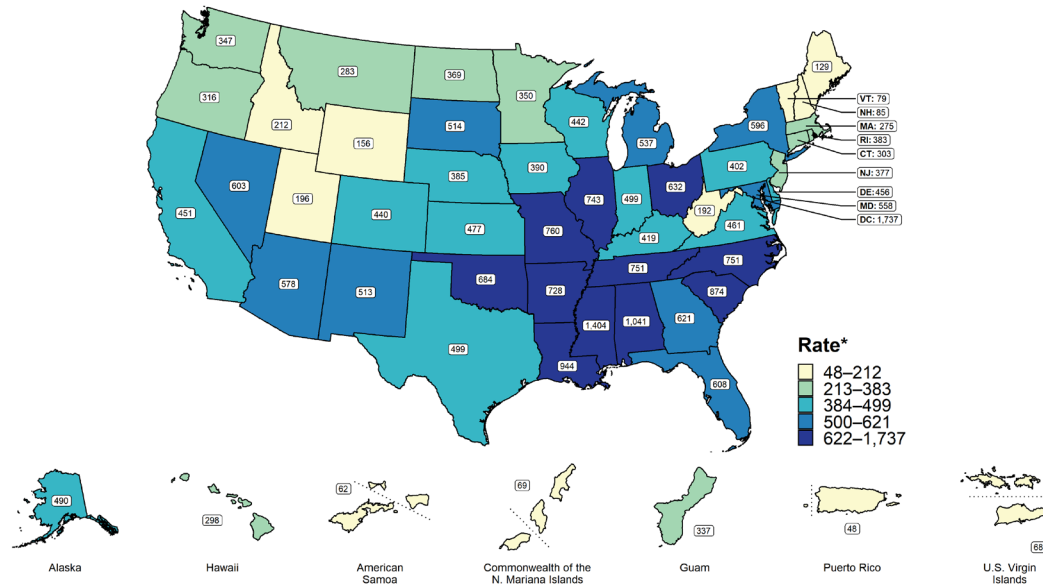 347
283
369
350
129
316
212
156
514
442
537
596
VT: 79
NH: 85
MA: 275
RI: 383
CT: 303
NJ: 377
DE: 456
MD: 558
DC: 1,737
603
196
385
390
402
451
440
477
760
743
499
632
192
461
419
578
513
684
728
751
751
874
499
944
1,404
1,041
621
608
Rate*
48–212
213–383
384–499
500–621
622–1,737
490
298
62
69
337
48
68
Alaska
Hawaii
American
Samoa
Commonwealth of the
N. Mariana Islands
Guam
Puerto Rico
U.S. Virgin
Islands